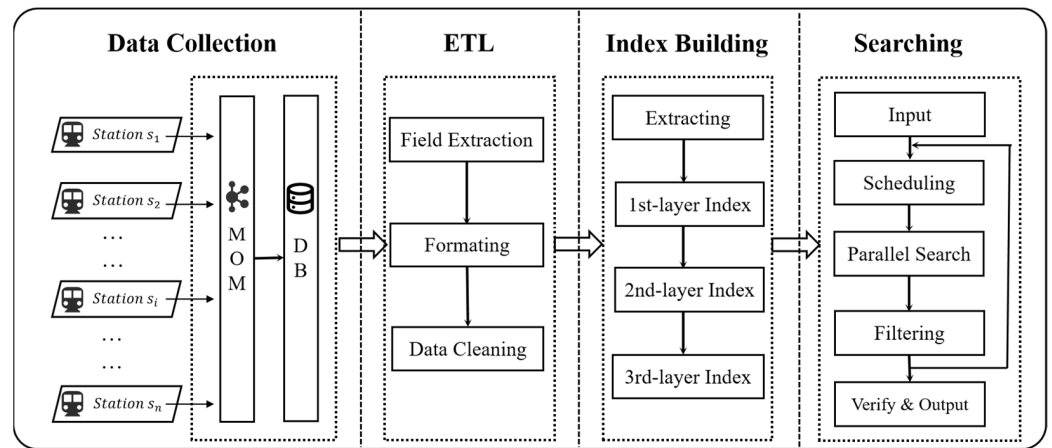 Data Collection
ETL
Index Building
Searching
Station s₁
Station s₂
...
...
Station sᵢ
...
...
Station sₙ
M
O
M
D
B
Field Extraction
Formating
Data Cleaning
Extracting
1st-layer Index
2nd-layer Index
3rd-layer Index
Input
Scheduling
Parallel Search
Filtering
Verify & Output